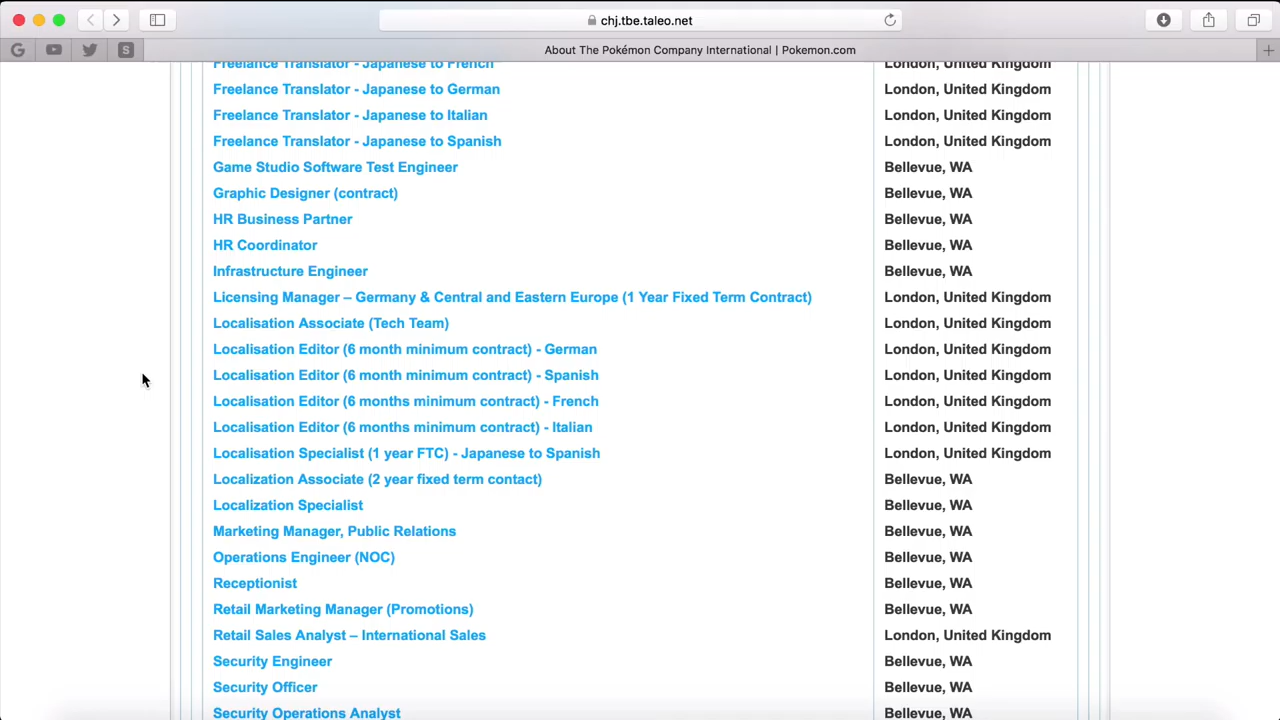 chj.tbe.taleo.net
G S About The Pokémon Company International | Pokemon.com
Freelance Translator - Japanese to French London, United Kingdom
Freelance Translator - Japanese to German London, United Kingdom
Freelance Translator - Japanese to Italian London, United Kingdom
Freelance Translator - Japanese to Spanish London, United Kingdom
Game Studio Software Test Engineer Bellevue, WA
Graphic Designer (contract) Bellevue, WA
HR Business Partner Bellevue, WA
HR Coordinator Bellevue, WA
Infrastructure Engineer Bellevue, WA
Licensing Manager – Germany & Central and Eastern Europe (1 Year Fixed Term Contract) London, United Kingdom
Localisation Associate (Tech Team) London, United Kingdom
Localisation Editor (6 month minimum contract) - German London, United Kingdom
Localisation Editor (6 month minimum contract) - Spanish London, United Kingdom
Localisation Editor (6 months minimum contract) - French London, United Kingdom
Localisation Editor (6 months minimum contract) - Italian London, United Kingdom
Localisation Specialist (1 year FTC) - Japanese to Spanish London, United Kingdom
Localization Associate (2 year fixed term contact) Bellevue, WA
Localization Specialist Bellevue, WA
Marketing Manager, Public Relations Bellevue, WA
Operations Engineer (NOC) Bellevue, WA
Receptionist Bellevue, WA
Retail Marketing Manager (Promotions) Bellevue, WA
Retail Sales Analyst – International Sales London, United Kingdom
Security Engineer Bellevue, WA
Security Officer Bellevue, WA
Security Operations Analyst Bellevue, WA